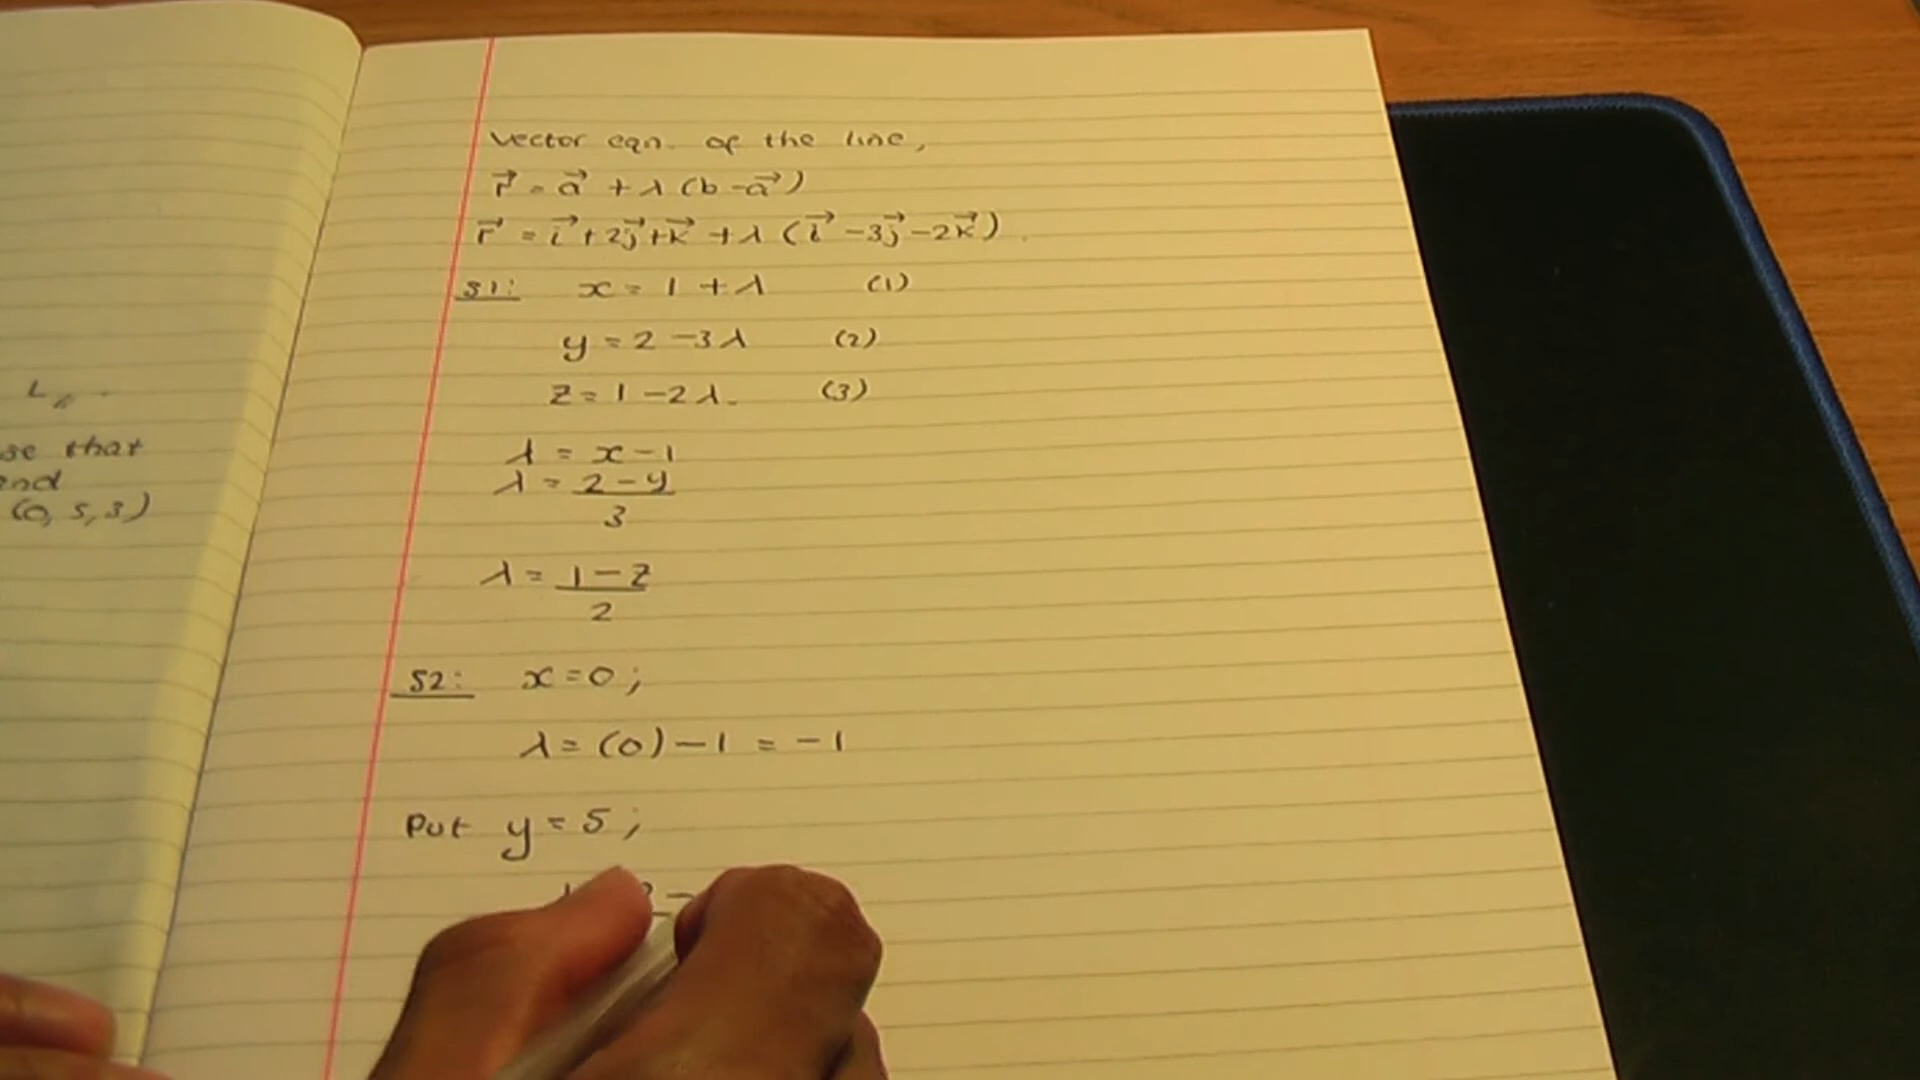 L
se that
and
(0, 5, 3)
Vector eqn. of the line,
r⃗ = a⃗ + λ (b - a⃗)
r⃗ = i⃗ + 2j⃗ + k⃗ + λ (i⃗ - 3j⃗ - 2k⃗).
S1: x = 1 + λ (1)
y = 2 - 3λ (2)
z = 1 - 2λ. (3)
λ = x - 1
λ = 2 - y
3
λ = 1 - z
2
S2: x = 0;
λ = (0) - 1 = -1
Put y = 5;